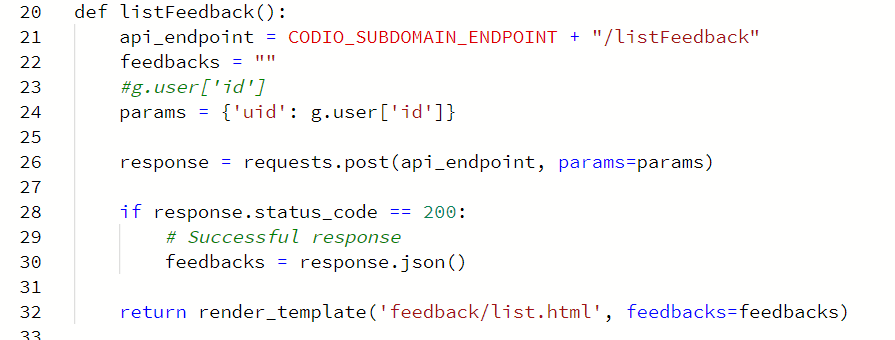 20 def listFeedback():
21     api_endpoint = CODIO_SUBDOMAIN_ENDPOINT + "/listFeedback"
22     feedbacks = ""
23     #g.user['id']
24     params = {'uid': g.user['id']}
25
26     response = requests.post(api_endpoint, params=params)
27
28     if response.status_code == 200:
29         # Successful response
30         feedbacks = response.json()
31
32     return render_template('feedback/list.html', feedbacks=feedbacks)
33